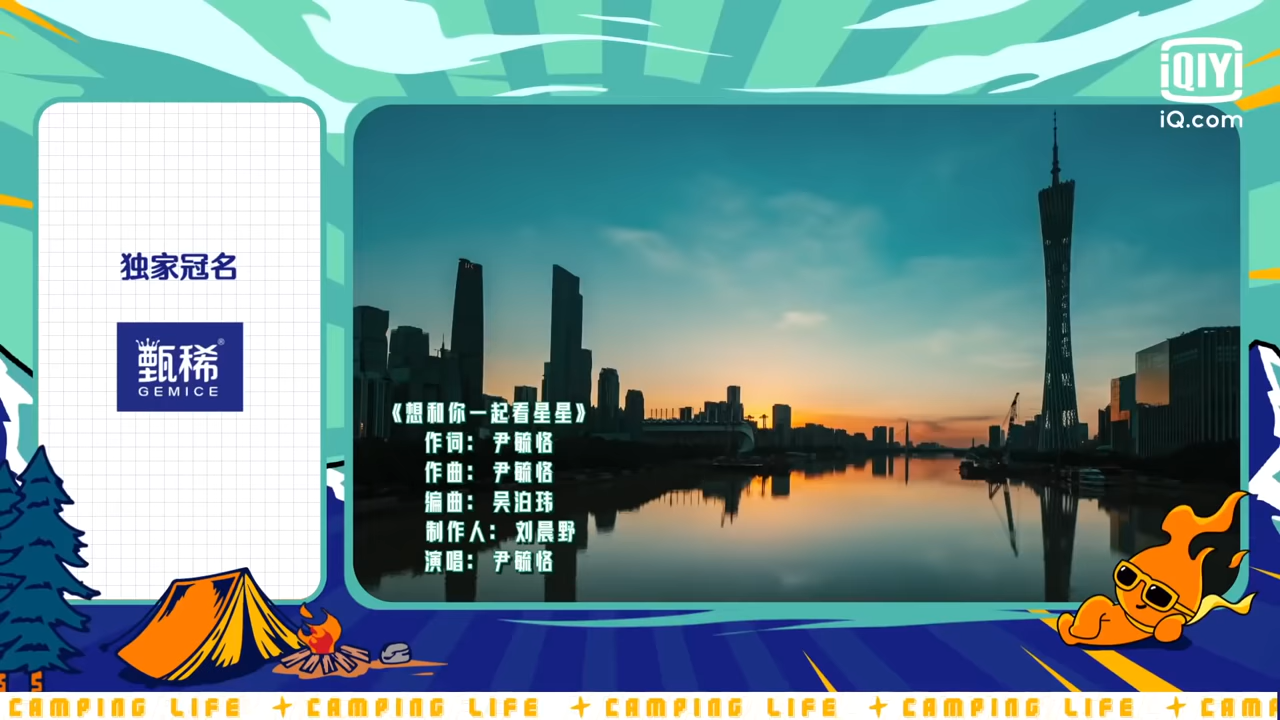 iQIYI
iQ.com
独家冠名
甄稀®
GEMICE
《想和你一起看星星》
作词：尹毓恪
作曲：尹毓恪
编曲：吴泊玮
制作人：刘晨野
演唱：尹毓恪
CAMPING LIFE + CAMPING LIFE + CAMPING LIFE + CAMPING LIFE + CAM